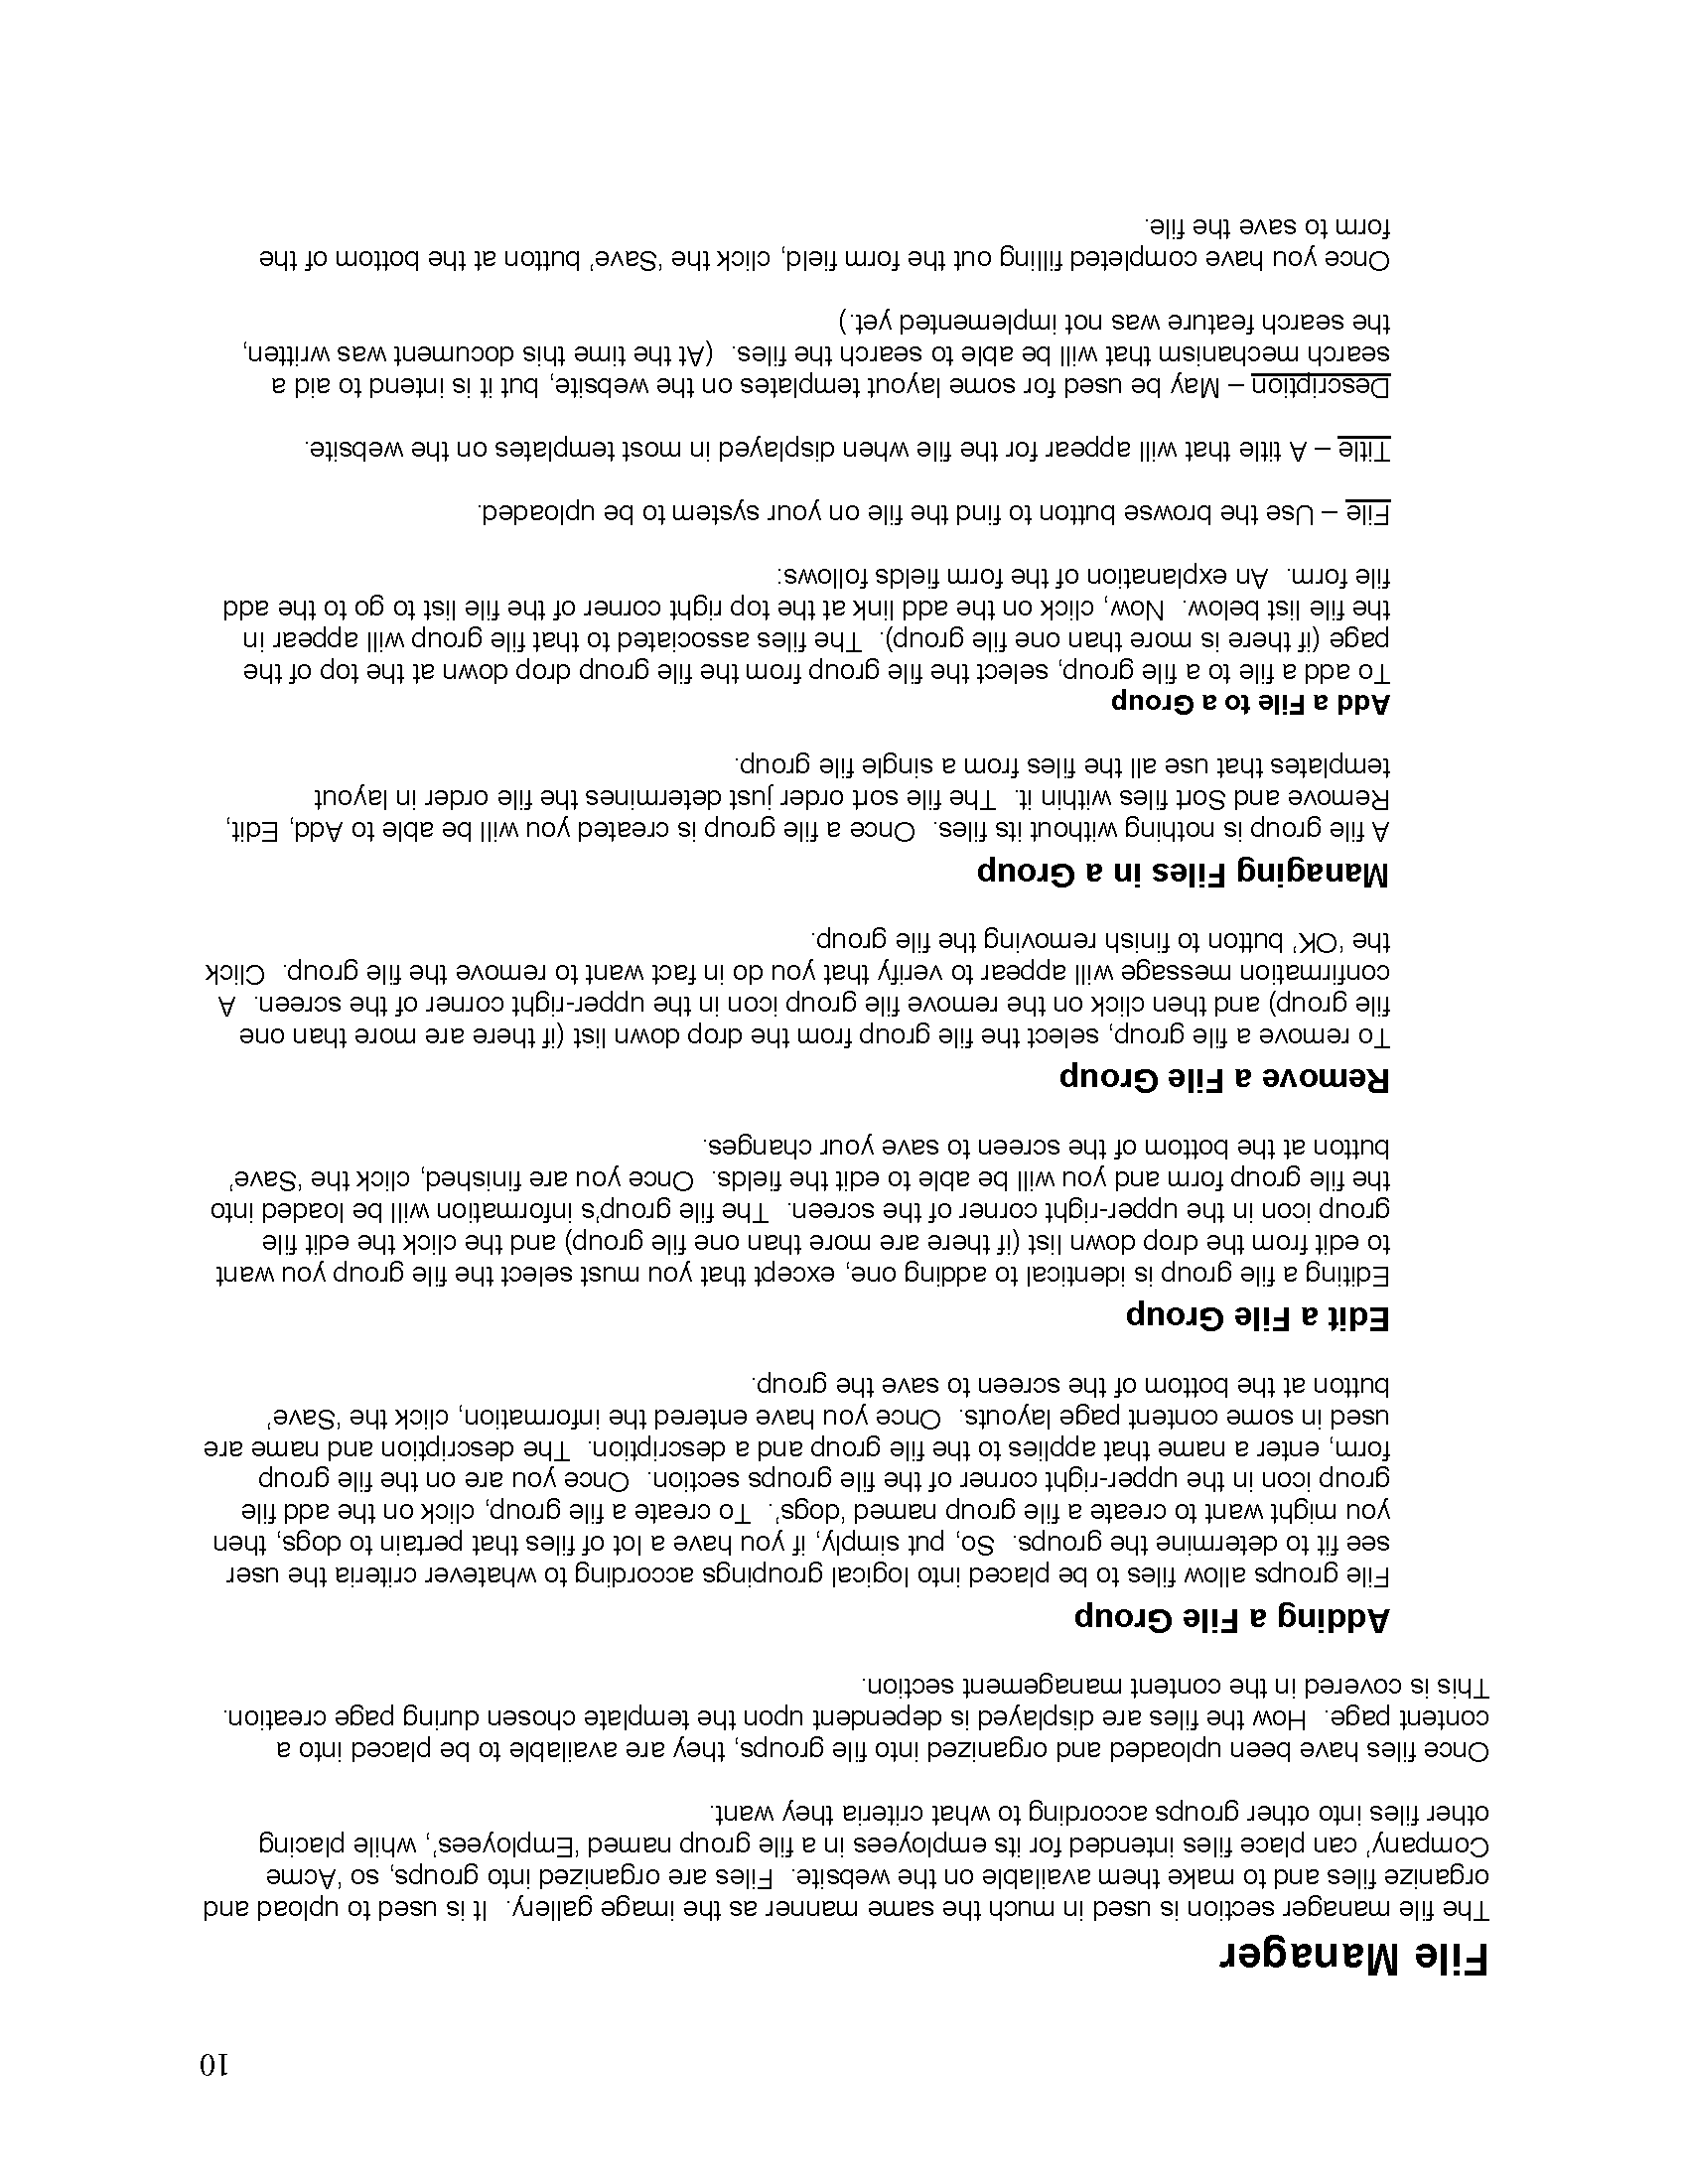 10
File Manager
The file manager section is used in much the same manner as the image gallery.  It is used to upload and
organize files and to make them available on the website.  Files are organized into groups, so ‘Acme
Company’ can place files intended for its employees in a file group named ‘Employees’, while placing
other files into other groups according to what criteria they want.
Once files have been uploaded and organized into file groups, they are available to be placed into a
content page.  How the files are displayed is dependent upon the template chosen during page creation.
This is covered in the content management section.
Adding a File Group
File groups allow files to be placed into logical groupings according to whatever criteria the user
see fit to determine the groups.  So, put simply, if you have a lot of files that pertain to dogs, then
you might want to create a file group named ‘dogs’.  To create a file group, click on the add file
group icon in the upper-right corner of the file groups section.  Once you are on the file group
form, enter a name that applies to the file group and a description.  The description and name are
used in some content page layouts.  Once you have entered the information, click the ‘Save’
button at the bottom of the screen to save the group.
Edit a File Group
Editing a file group is identical to adding one, except that you must select the file group you want
to edit from the drop down list (if there are more than one file group) and the click the edit file
group icon in the upper-right corner of the screen.  The file group’s information will be loaded into
the file group form and you will be able to edit the fields.  Once you are finished, click the ‘Save’
button at the bottom of the screen to save your changes.
Remove a File Group
To remove a file group, select the file group from the drop down list (if there are more than one
file group) and then click on the remove file group icon in the upper-right corner of the screen.  A
confirmation message will appear to verify that you do in fact want to remove the file group.  Click
the ‘OK’ button to finish removing the file group.
Managing Files in a Group
A file group is nothing without its files.  Once a file group is created you will be able to Add, Edit,
Remove and Sort files within it.  The file sort order just determines the file order in layout
templates that use all the files from a single file group.
Add a File to a Group
To add a file to a file group, select the file group from the file group drop down at the top of the
page (if there is more than one file group).  The files associated to that file group will appear in
the file list below.  Now, click on the add link at the top right corner of the file list to go to the add
file form.  An explanation of the form fields follows:
File – Use the browse button to find the file on your system to be uploaded.
Title – A title that will appear for the file when displayed in most templates on the website.
Description – May be used for some layout templates on the website, but it is intend to aid a
search mechanism that will be able to search the files.  (At the time this document was written,
the search feature was not implemented yet.)
Once you have completed filling out the form field, click the ‘Save’ button at the bottom of the
form to save the file.